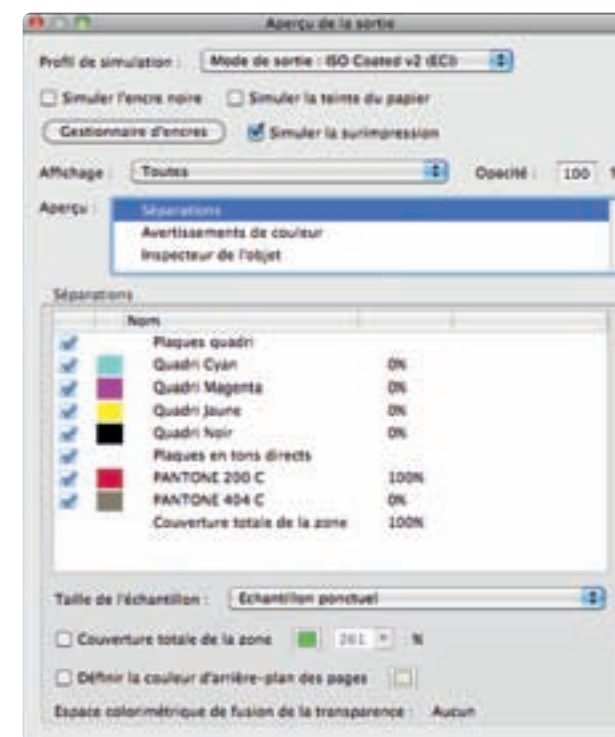 Aperçu de la sortie
Profil de simulation : Mode de sortie : ISO Coated v2 (ECI)
Simuler l'encre noire Simuler la teinte du papier
Gestionnaire d'encres Simuler la surimpression
Affichage : Toutes Opacité : 100 %
Aperçu : Séparations
Avertissements de couleur
Inspecteur de l'objet
Séparations
Nom
Plaques quadri
Quadri Cyan 0%
Quadri Magenta 0%
Quadri Jaune 0%
Quadri Noir 0%
Plaques en tons directs
PANTONE 200 C 100%
PANTONE 404 C 0%
Couverture totale de la zone 100%
Taille de l'échantillon : Echantillon ponctuel
Couverture totale de la zone 261 %
Définir la couleur d'arrière-plan des pages
Espace colorimétrique de fusion de la transparence : Aucun